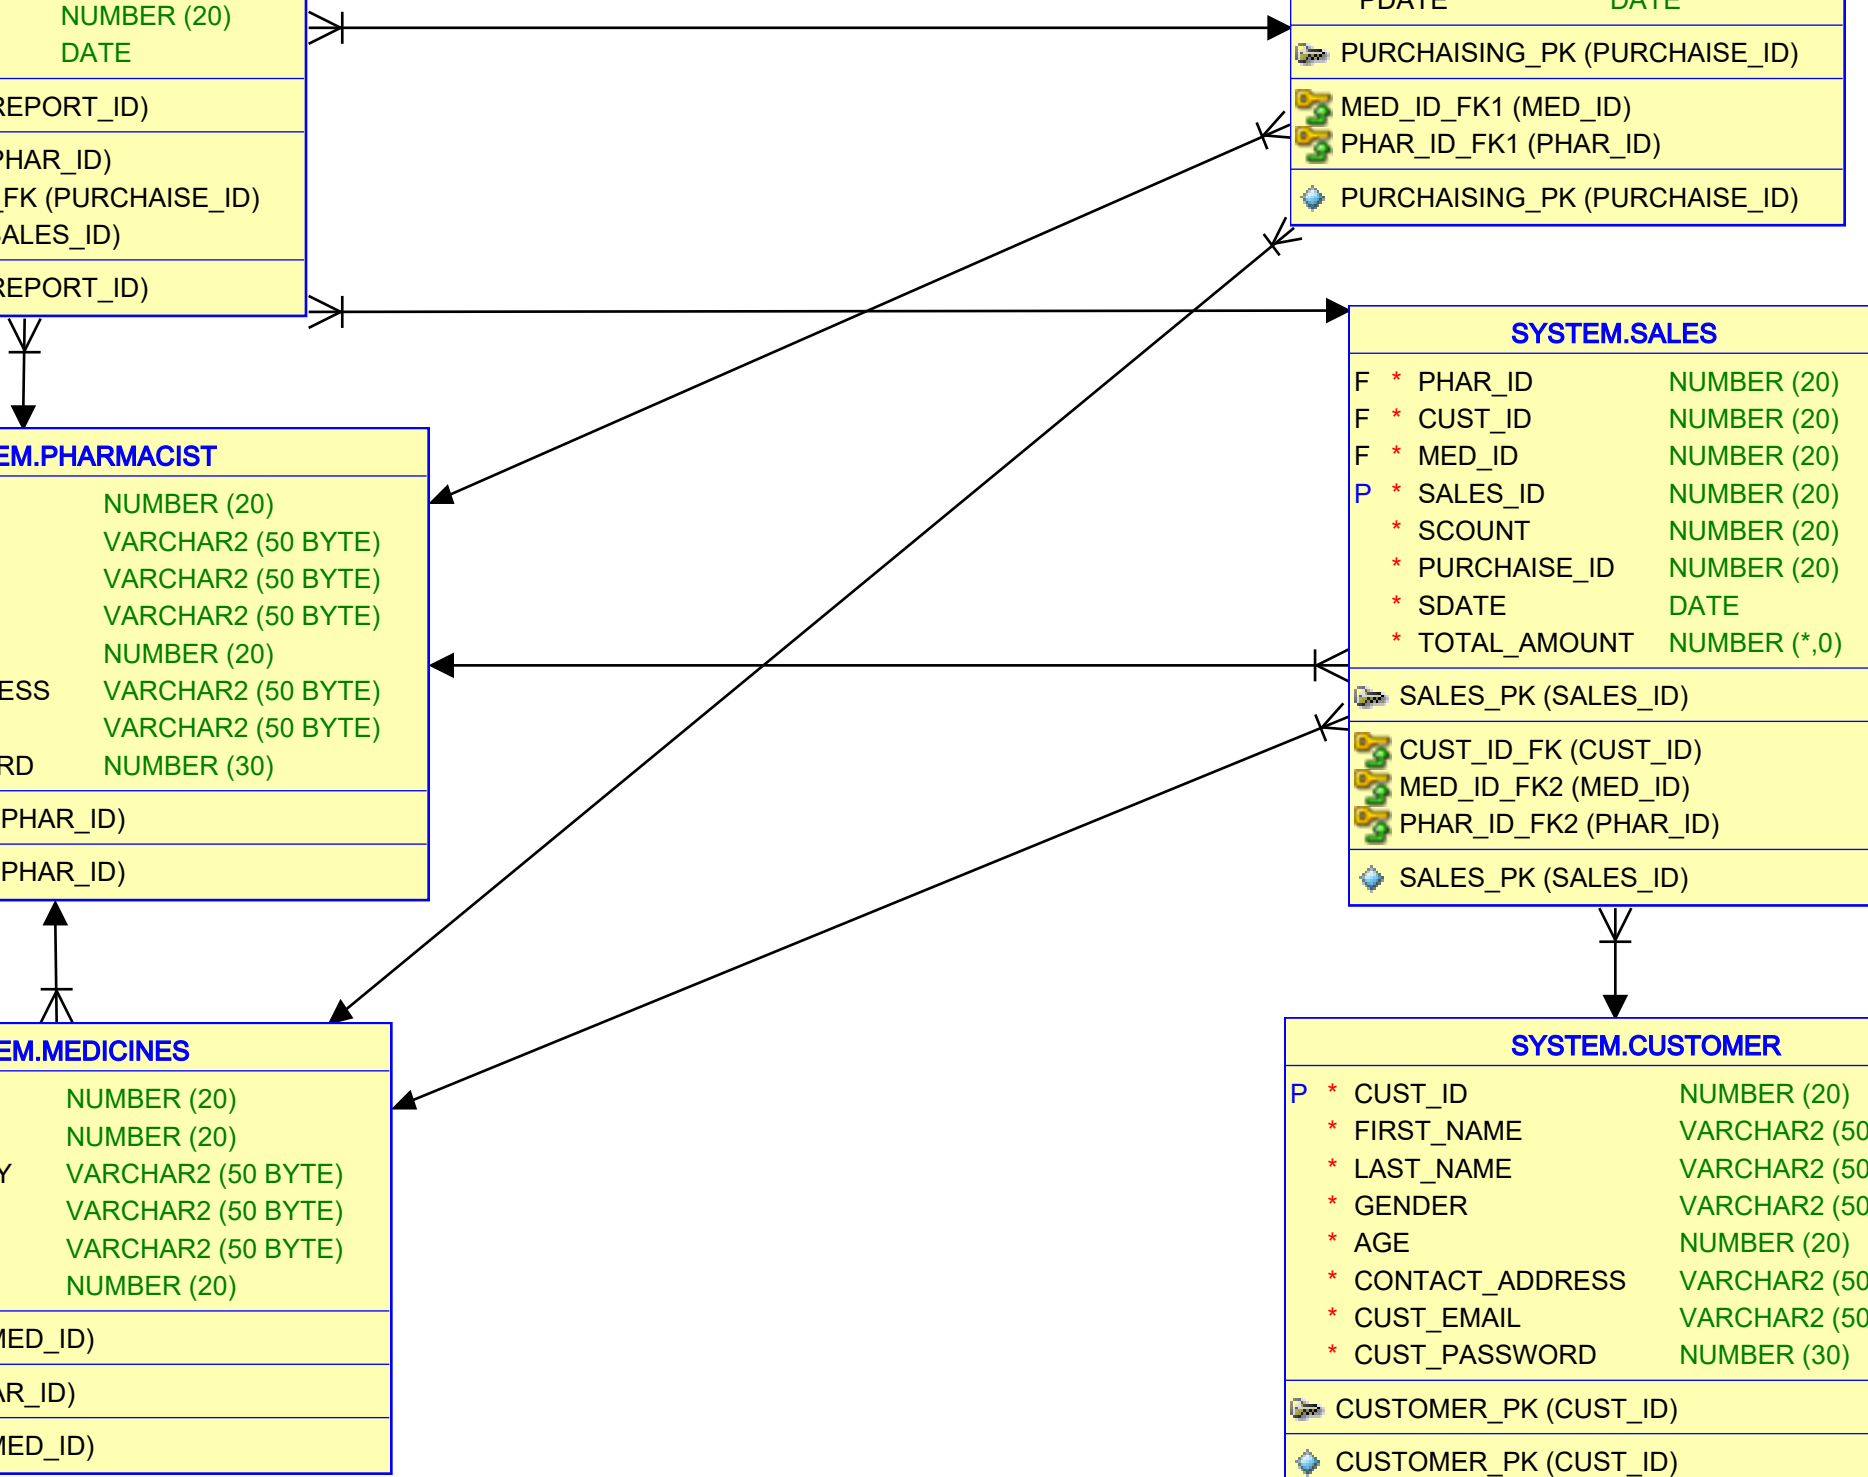 NUMBER (20)
DATE
REPORT_ID)
PHAR_ID)
_FK (PURCHAISE_ID)
SALES_ID)
REPORT_ID)
PDATE DATE
PURCHAISING_PK (PURCHAISE_ID)
MED_ID_FK1 (MED_ID)
PHAR_ID_FK1 (PHAR_ID)
PURCHAISING_PK (PURCHAISE_ID)
EM.PHARMACIST
NUMBER (20)
VARCHAR2 (50 BYTE)
VARCHAR2 (50 BYTE)
VARCHAR2 (50 BYTE)
NUMBER (20)
ESS VARCHAR2 (50 BYTE)
VARCHAR2 (50 BYTE)
RD NUMBER (30)
PHAR_ID)
PHAR_ID)
SYSTEM.SALES
F * PHAR_ID NUMBER (20)
F * CUST_ID NUMBER (20)
F * MED_ID NUMBER (20)
P * SALES_ID NUMBER (20)
* SCOUNT NUMBER (20)
* PURCHAISE_ID NUMBER (20)
* SDATE DATE
* TOTAL_AMOUNT NUMBER (*,0)
SALES_PK (SALES_ID)
CUST_ID_FK (CUST_ID)
MED_ID_FK2 (MED_ID)
PHAR_ID_FK2 (PHAR_ID)
SALES_PK (SALES_ID)
EM.MEDICINES
NUMBER (20)
NUMBER (20)
Y VARCHAR2 (50 BYTE)
VARCHAR2 (50 BYTE)
VARCHAR2 (50 BYTE)
NUMBER (20)
MED_ID)
AR_ID)
MED_ID)
SYSTEM.CUSTOMER
P * CUST_ID NUMBER (20)
* FIRST_NAME VARCHAR2 (50
* LAST_NAME VARCHAR2 (50
* GENDER VARCHAR2 (50
* AGE NUMBER (20)
* CONTACT_ADDRESS VARCHAR2 (50
* CUST_EMAIL VARCHAR2 (50
* CUST_PASSWORD NUMBER (30)
CUSTOMER_PK (CUST_ID)
CUSTOMER_PK (CUST_ID)